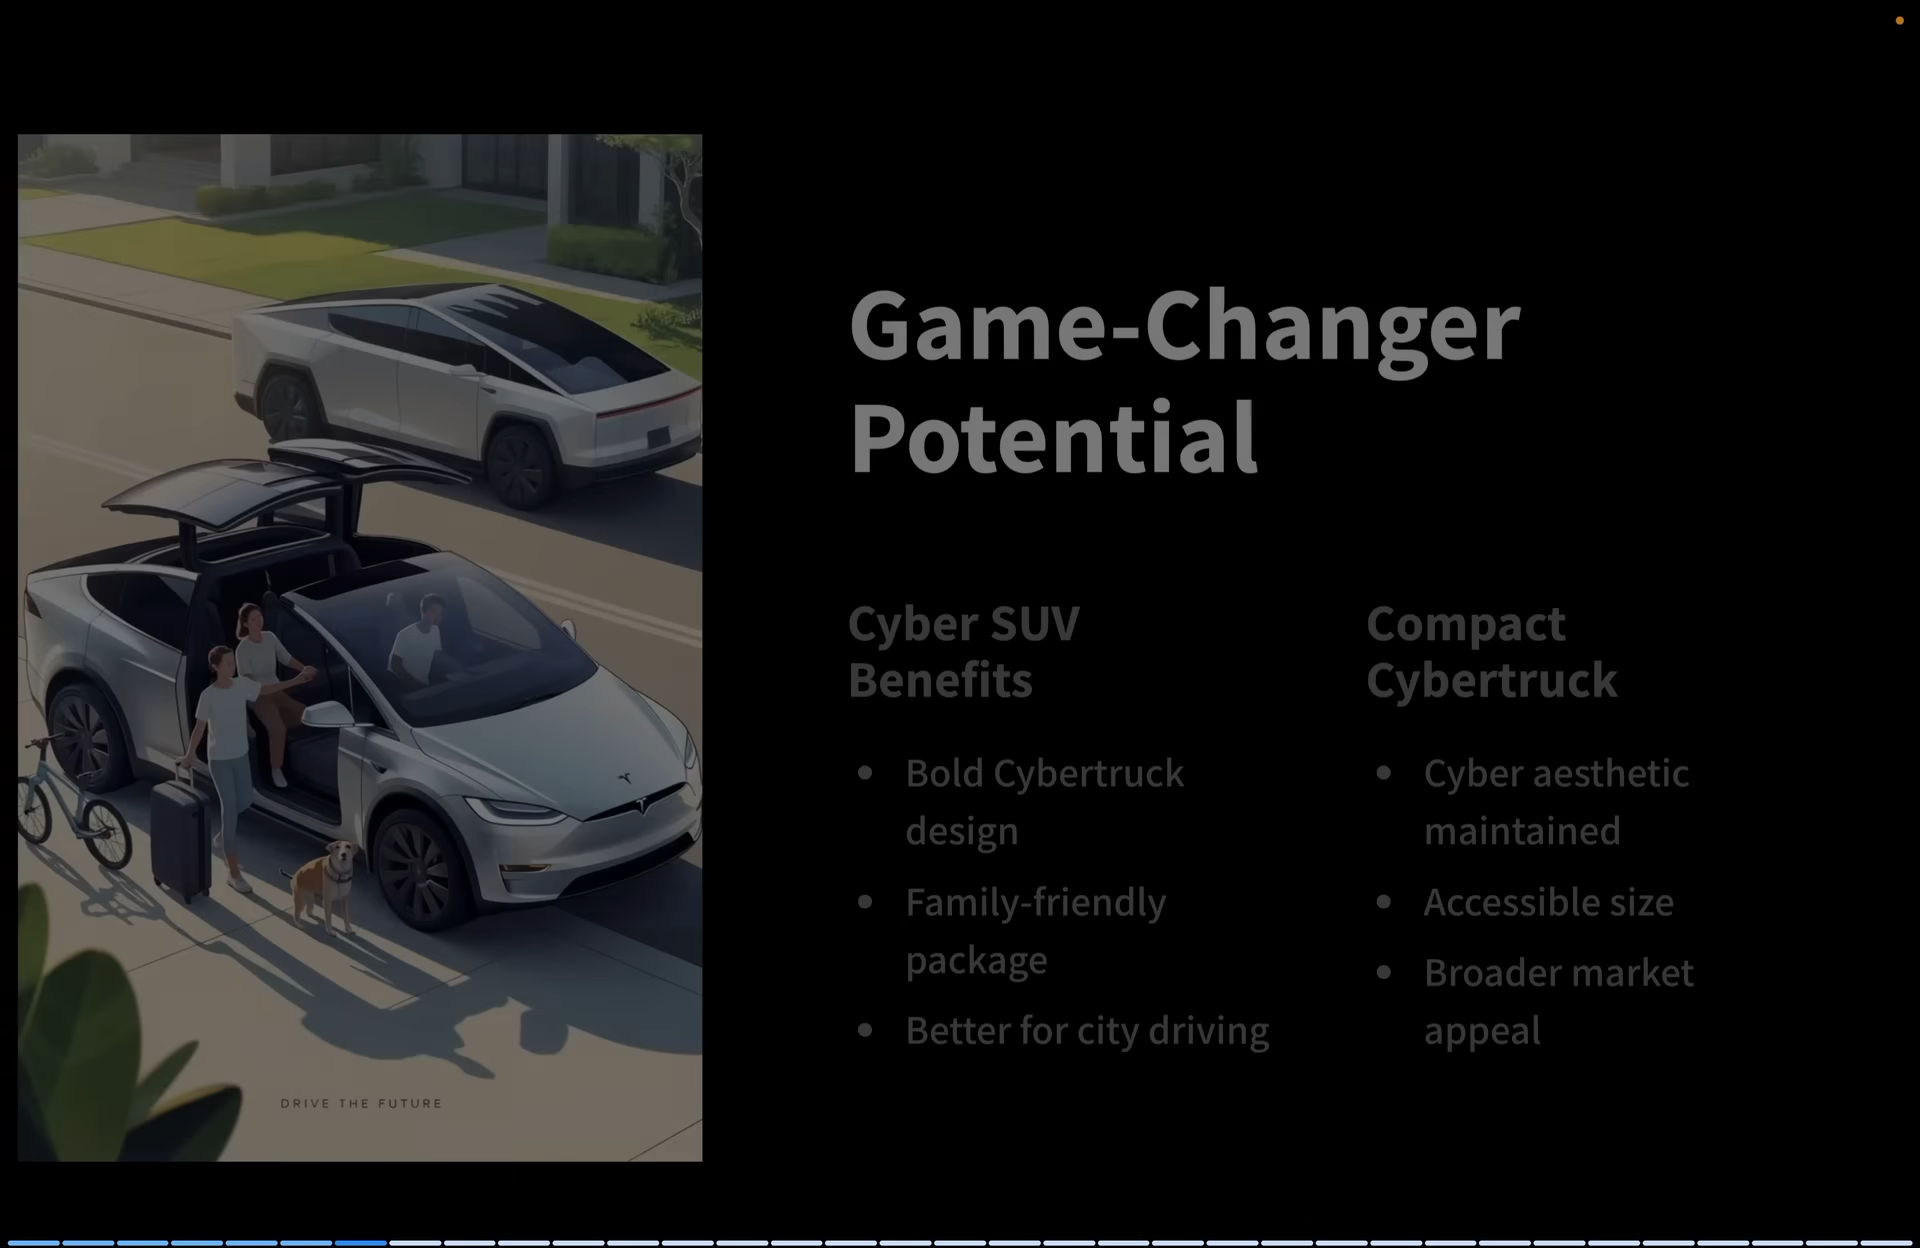 Game-Changer
Potential
Cyber SUV
Benefits
• Bold Cybertruck
design
• Family-friendly
package
• Better for city driving
Compact
Cybertruck
• Cyber aesthetic
maintained
• Accessible size
• Broader market
appeal
DRIVE THE FUTURE